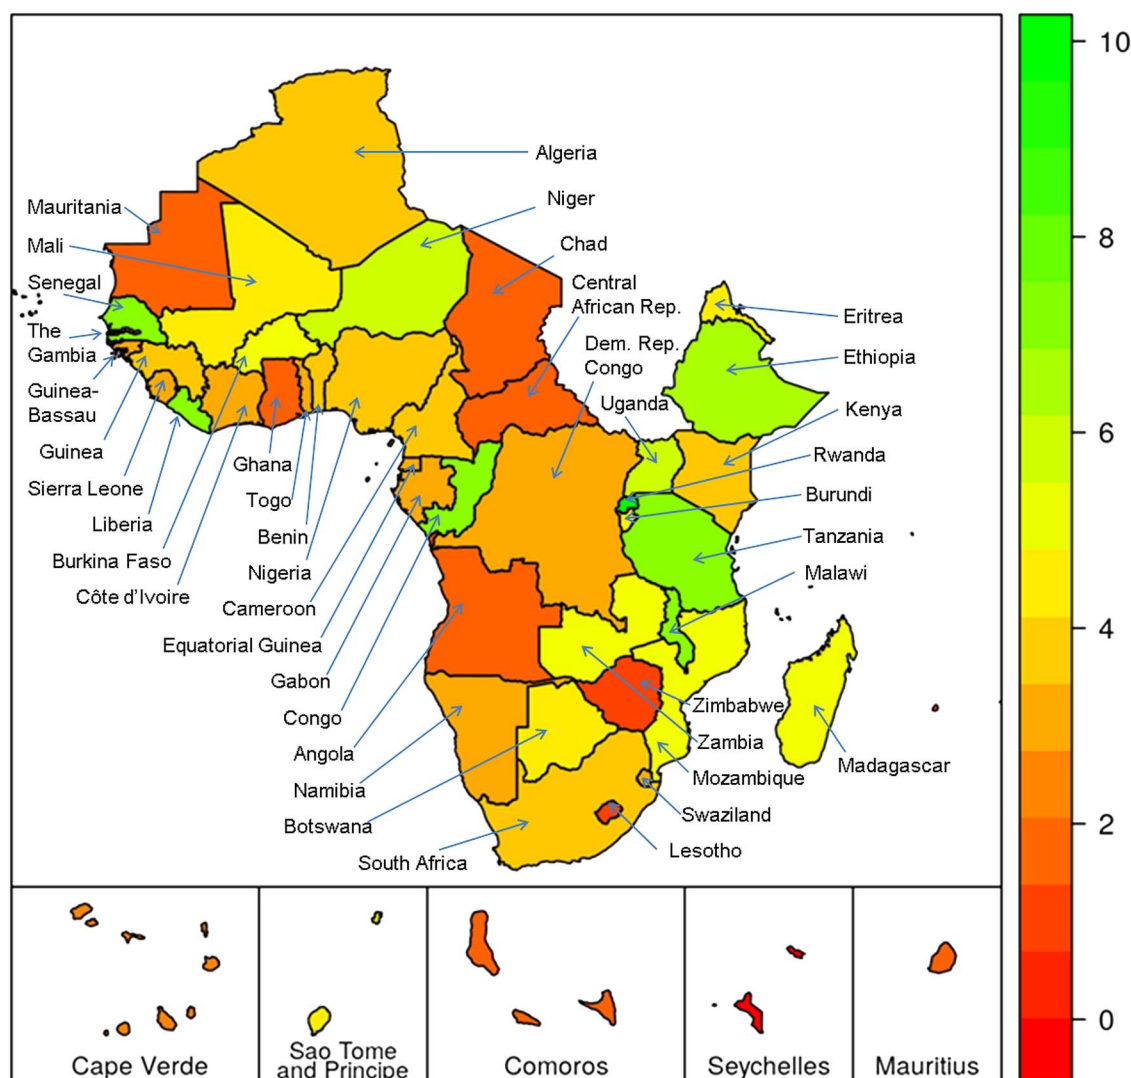 10
8
6
4
2
0
Algeria
Niger
Chad
Central
African Rep.
Dem. Rep.
Congo
Uganda
Eritrea
Ethiopia
Kenya
Rwanda
Burundi
Tanzania
Malawi
Zimbabwe
Zambia
Mozambique
Madagascar
Swaziland
Lesotho
Mauritania
Mali
Senegal
The
Gambia
Guinea-
Bassau
Guinea
Sierra Leone
Liberia
Burkina Faso
Côte d'Ivoire
Ghana
Togo
Benin
Nigeria
Cameroon
Equatorial Guinea
Gabon
Congo
Angola
Namibia
Botswana
South Africa
Cape Verde
Sao Tome
and Principe
Comoros
Seychelles
Mauritius